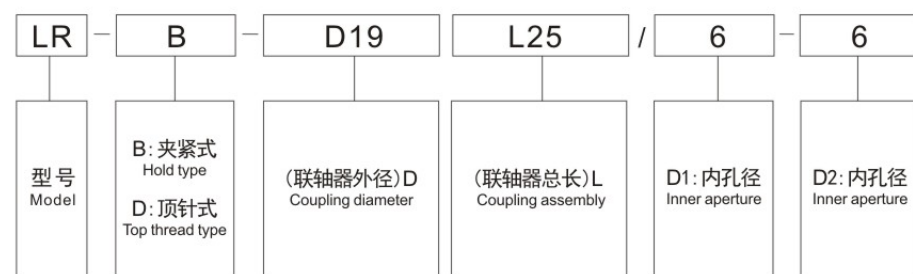 LR – B – D19 L25 / 6 – 6
型号
Model
B:夹紧式
Hold type
D:顶针式
Top thread type
(联轴器外径)D
Coupling diameter
(联轴器总长)L
Coupling assembly
D1:内孔径
Inner aperture
D2:内孔径
Inner aperture